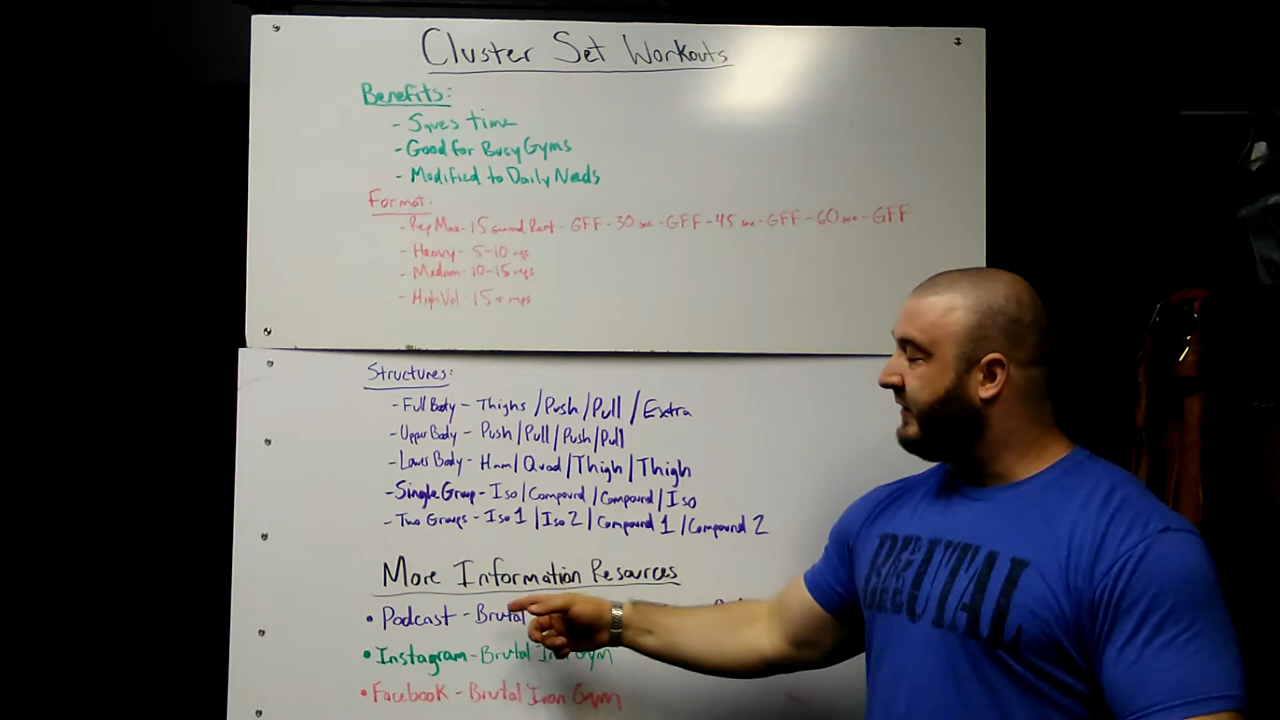 Cluster Set Workouts
Benefits:
- Saves time
- Good for Busy Gyms
- Modified to Daily Needs
Format:
- Rep Max - 15 second Rest - GFF - 30 sec - GFF - 45 sec - GFF - 60 sec - GFF
- Heavy - 5-10 reps
- Medium - 10-15 reps
- High Vol - 15+ reps
Structures:
- Full Body - Thighs / Push / Pull / Extra
- Upper Body - Push / Pull / Push / Pull
- Lower Body - Ham / Quad / Thigh / Thigh
- Single Group - Iso / Compound / Compound / Iso
- Two Groups - Iso 1 / Iso 2 / Compound 1 / Compound 2
More Information Resources
• Podcast - Brutal
• Instagram - Brutal Iron Gym
• Facebook - Brutal Iron Gym
BRUTAL